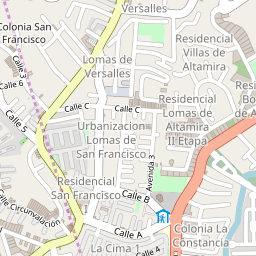 Versalles
Colonia San
Francisco
Residencial
Villas de
Altamira
Lomas de
Versalles
Calle 3
Calle 6
Residencial
Lomas de
Altamira
II Etapa
Calle C
Calle C
Calle 5
Urbanizacion
Lomas de
San Francisco
Avenida 3
Residencial
San Francisco
Calle B
Calle Circunvalación
Colonia La
Constancia
Calle A
La Cima 1
Calle 4